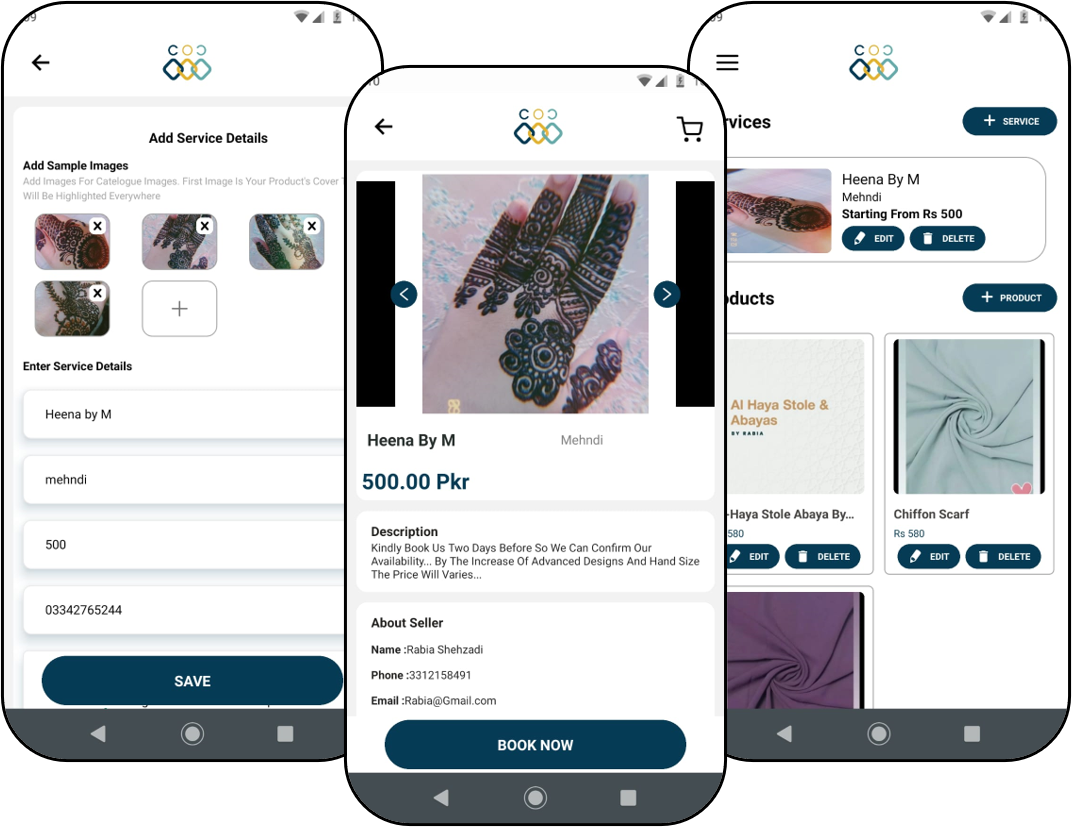 COC
Add Service Details
Add Sample Images
Add Images For Catelogue Images. First Image Is Your Product's Cover
Will Be Highlighted Everywhere
Enter Service Details
Heena by M
mehndi
500
03342765244
SAVE
COC
Heena By M
Mehndi
500.00 Pkr
Description
Kindly Book Us Two Days Before So We Can Confirm Our
Availability... By The Increase Of Advanced Designs And Hand Size
The Price Will Varies...
About Seller
Name :Rabia Shehzadi
Phone :3312158491
Email :Rabia@Gmail.com
BOOK NOW
COC
rvices
+ SERVICE
Heena By M
Mehndi
Starting From Rs 500
EDIT
DELETE
oducts
+ PRODUCT
Al Haya Stole &
Abayas
BY RABIA
-Haya Stole Abaya By...
580
EDIT
DELETE
Chiffon Scarf
Rs 580
EDIT
DELETE